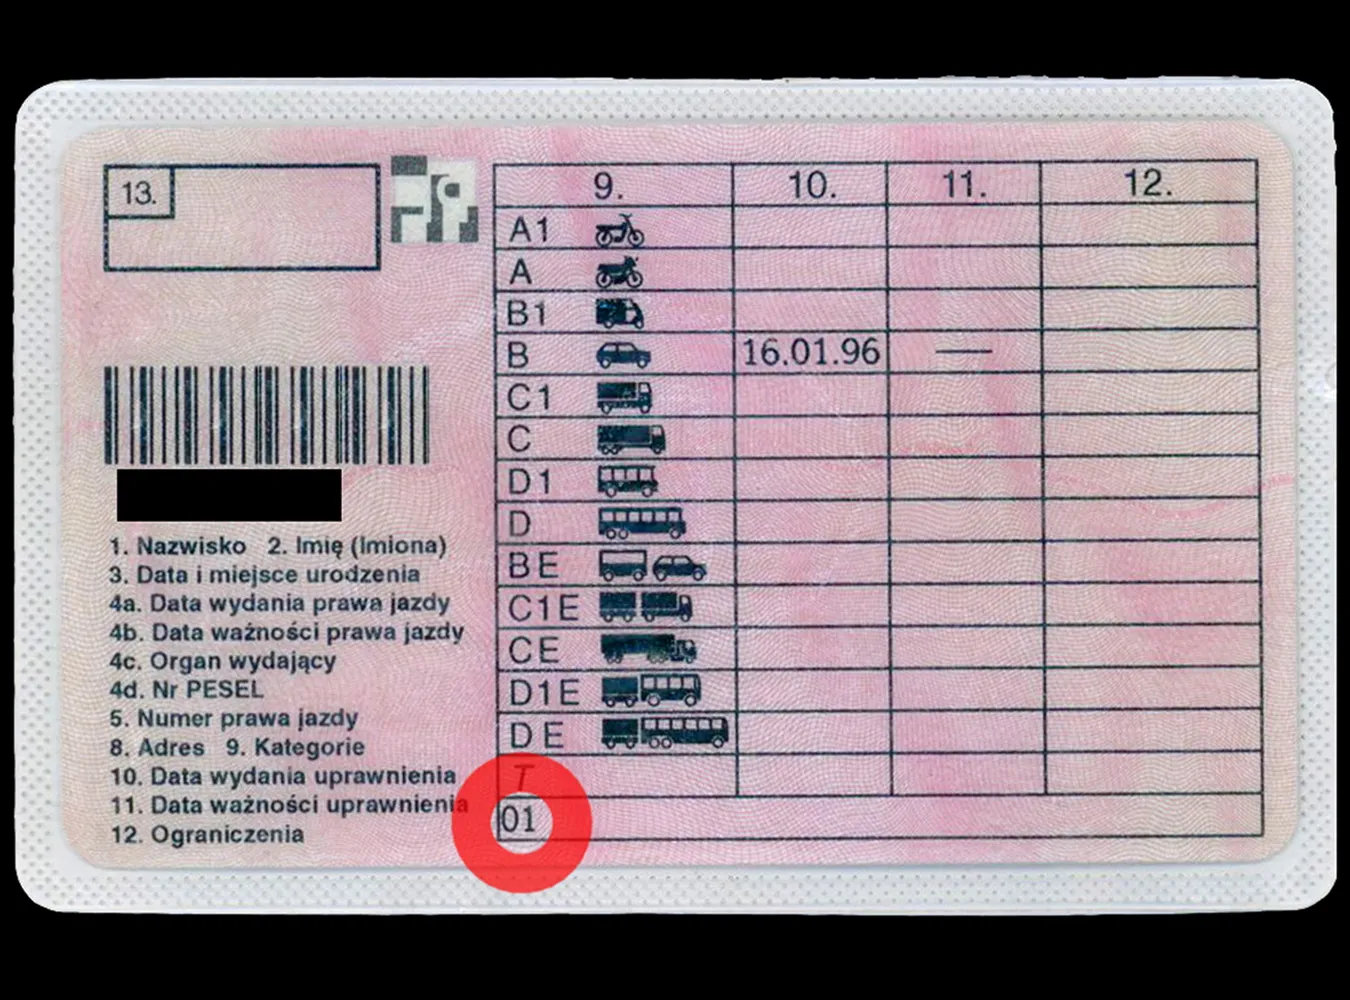 13.
1. Nazwisko 2. Imię (Imiona)
3. Data i miejsce urodzenia
4a. Data wydania prawa jazdy
4b. Data ważności prawa jazdy
4c. Organ wydający
4d. Nr PESEL
5. Numer prawa jazdy
8. Adres 9. Kategorie
10. Data wydania uprawnienia
11. Data ważności uprawnienia
12. Ograniczenia
9. 10. 11. 12.
A1
A
B1
B 16.01.96 —
C1
C
D1
D
BE
C1E
CE
D1E
DE
T
01